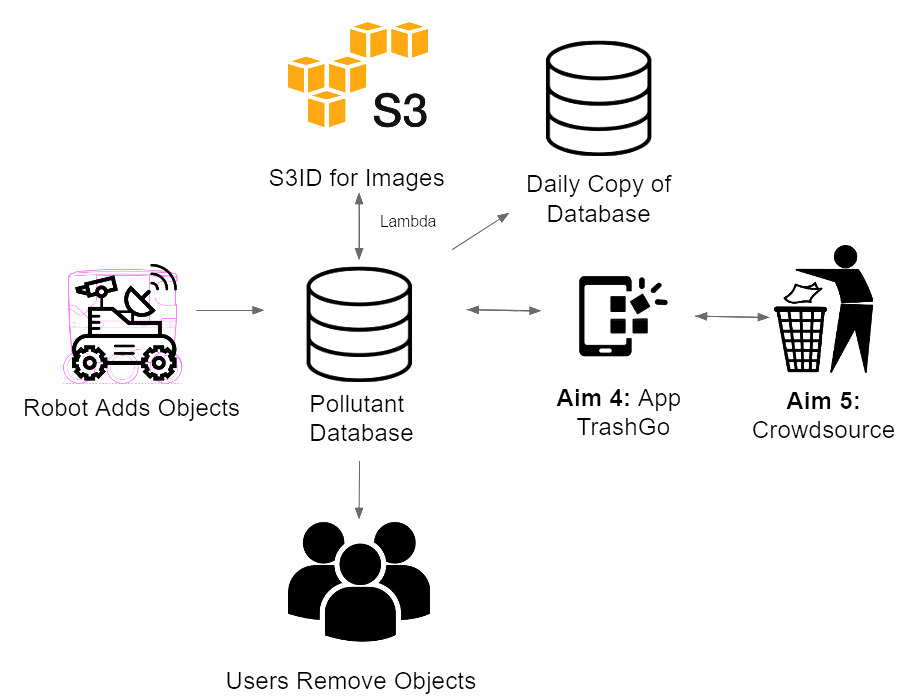 S3
S3ID for Images
Daily Copy of
Database
Lambda
Robot Adds Objects
Pollutant
Database
Aim 4: App
TrashGo
Aim 5:
Crowdsource
Users Remove Objects